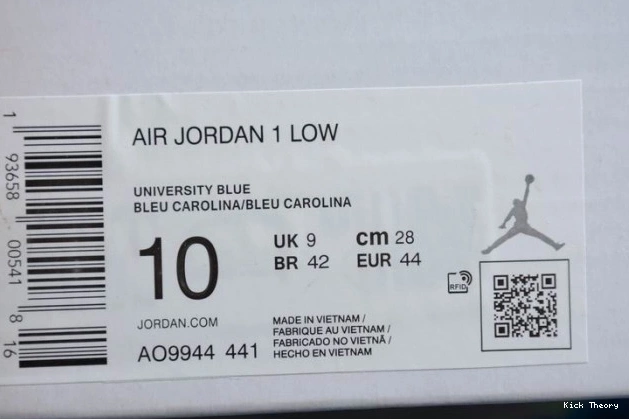 AIR JORDAN 1 LOW
UNIVERSITY BLUE
BLEU CAROLINA/BLEU CAROLINA
10
UK 9 cm 28
BR 42 EUR 44
RFID
JORDAN.COM
AO9944 441
MADE IN VIETNAM /
FABRIQUE AU VIETNAM /
FABRICADO NO VIETNÃ /
HECHO EN VIETNAM
1 93658 00541 8 16
Kick Theory